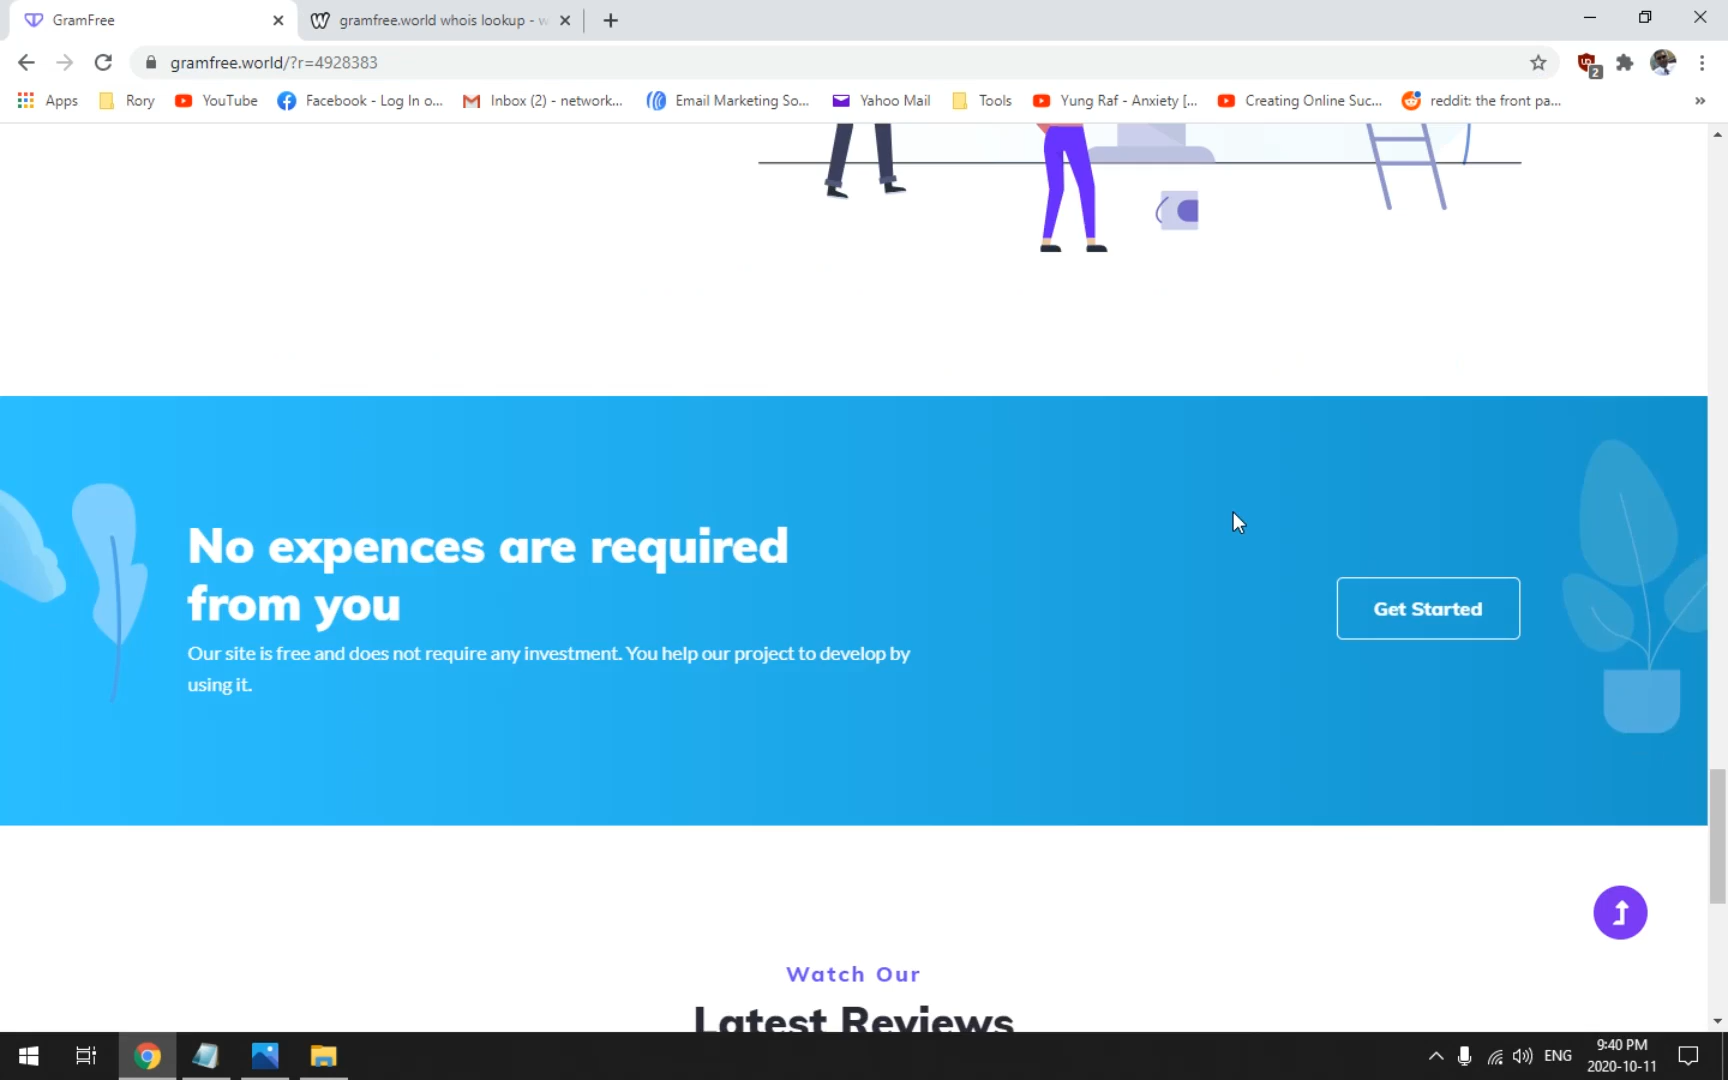 GramFree
gramfree.world whois lookup - w
gramfree.world/?r=4928383
2
Apps
Rory
YouTube
Facebook - Log In o...
Inbox (2) - network...
Email Marketing So...
Yahoo Mail
Tools
Yung Raf - Anxiety [...
Creating Online Suc...
reddit: the front pa...
»
No expences are required
from you
Our site is free and does not require any investment. You help our project to develop by
using it.
Get Started
Watch Our
Latest Reviews
ENG
9:40 PM
2020-10-11